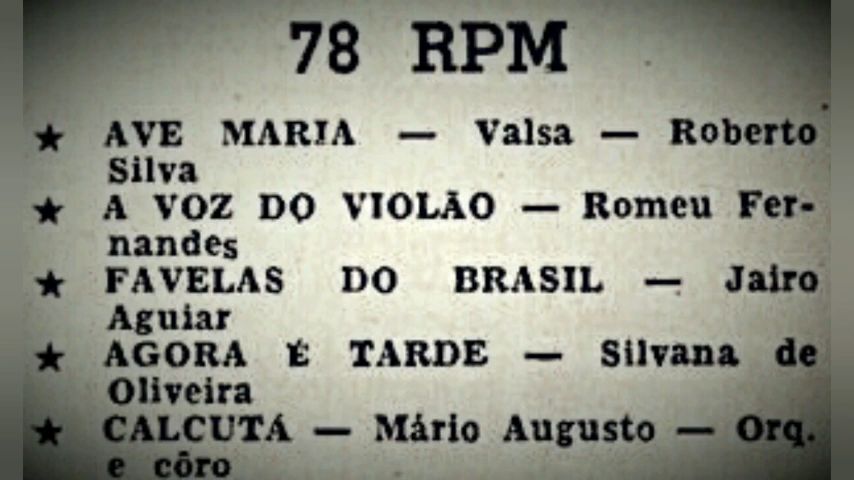 78 RPM
★ AVE MARIA — Valsa — Roberto
Silva
★ A VOZ DO VIOLÃO — Romeu Fer-
nandes
★ FAVELAS DO BRASIL — Jairo
Aguiar
★ AGORA É TARDE — Silvana de
Oliveira
★ CALCUTÁ — Mário Augusto — Orq.
e côro